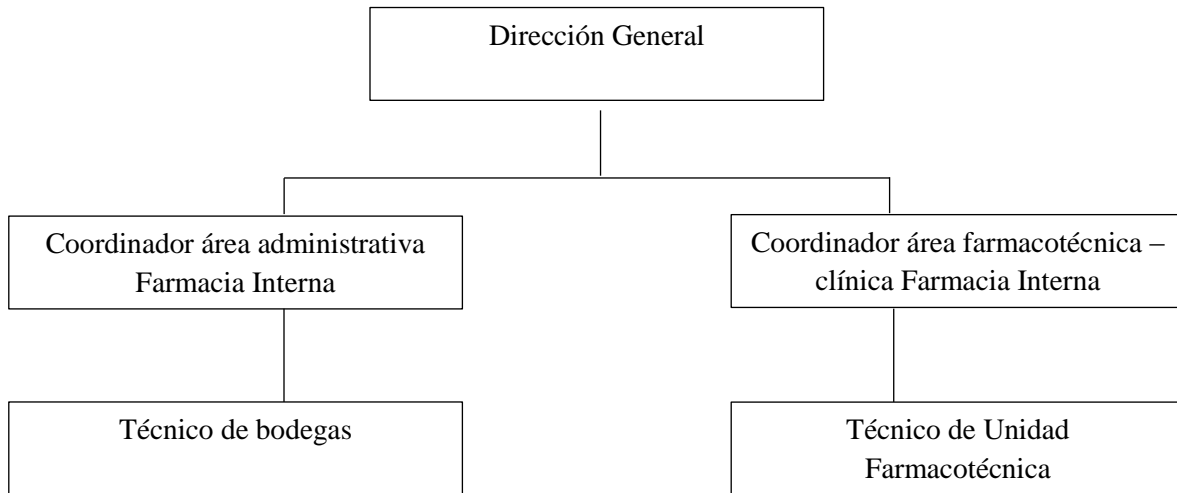 Dirección General
Coordinador área administrativa
Farmacia Interna
Coordinador área farmacotécnica –
clínica Farmacia Interna
Técnico de bodegas
Técnico de Unidad
Farmacotécnica